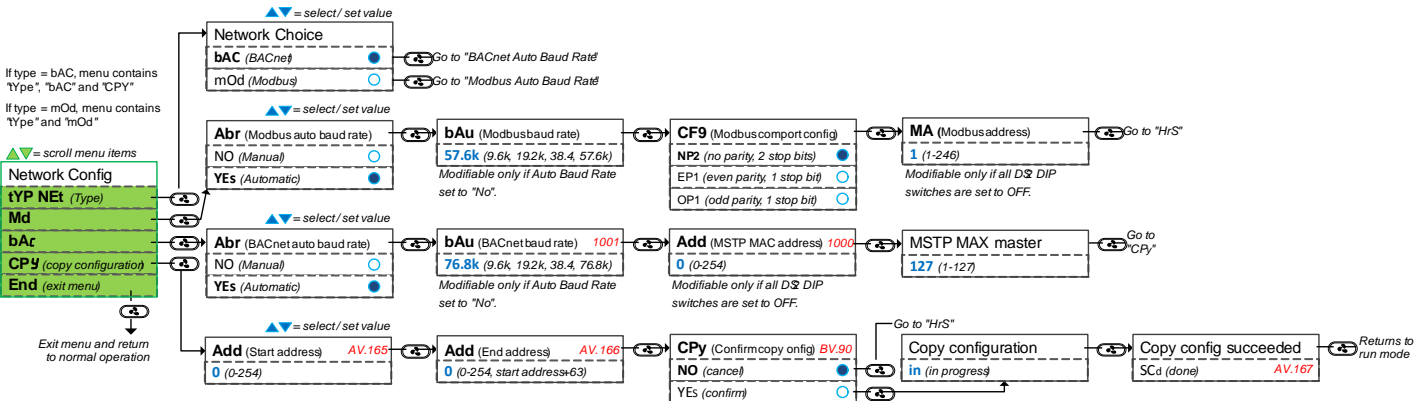 ▲▼ = select / set value
Network Choice
bAC (BACnet)
Go to "BACnet Auto Baud Rate"
mOd (Modbus)
Go to "Modbus Auto Baud Rate"
If type = bAC, menu contains
"tYpe", "bAC" and "CPY"
If type = mOd, menu contains
"tYpe" and "mOd"
▲▼ = scroll menu items
Network Config
tYP NEt (Type)
Md
bAc
CPY (copy configuration)
End (exit menu)
Exit menu and return
to normal operation
▲▼ = select / set value
Abr (Modbus auto baud rate)
NO (Manual)
YEs (Automatic)
bAu (Modbus baud rate)
57.6k (9.6k, 19.2k, 38.4, 57.6k)
Modifiable only if Auto Baud Rate
set to "No".
CF9 (Modbus comport config)
NP2 (no parity, 2 stop bits)
EP1 (even parity, 1 stop bit)
OP1 (odd parity, 1 stop bit)
MA (Modbus address)
1 (1-246)
Modifiable only if all DS2 DIP
switches are set to OFF.
Go to "HrS"
▲▼ = select / set value
Abr (BACnet auto baud rate)
NO (Manual)
YEs (Automatic)
bAu (BACnet baud rate) 1001
76.8k (9.6k, 19.2k, 38.4, 76.8k)
Modifiable only if Auto Baud Rate
set to "No".
Add (MSTP MAC address) 1000
0 (0-254)
Modifiable only if all DS2 DIP
switches are set to OFF.
MSTP MAX master
127 (1-127)
Go to
"CPy"
▲▼ = select / set value
Add (Start address) AV.165
0 (0-254)
Add (End address) AV.166
0 (0-254, start address+63)
CPy (Confirm copy onfig) BV.90
NO (cancel)
YEs (confirm)
Go to "HrS"
Copy configuration
in (in progress)
Copy config succeeded
SCd (done) AV.167
Returns to
run mode